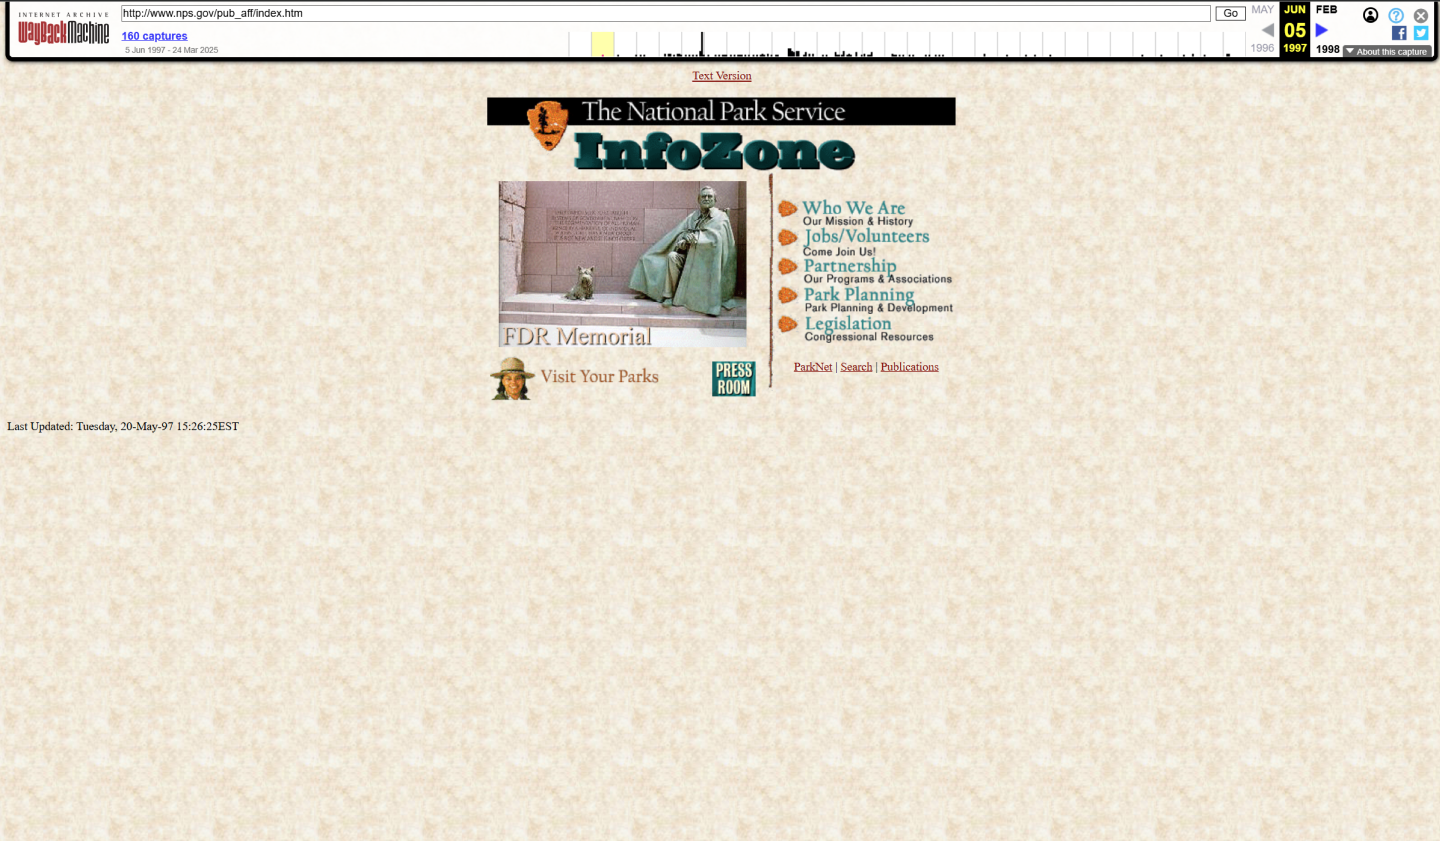 INTERNET ARCHIVE
WayBackMachine
http://www.nps.gov/pub_aff/index.htm
Go
160 captures
5 Jun 1997 - 24 Mar 2025
MAY
JUN
FEB
05
1996
1997
1998
About this capture
Text Version
The National Park Service
InfoZone
FDR Memorial
Who We Are
Our Mission & History
Jobs/Volunteers
Come Join Us!
Partnership
Our Programs & Associations
Park Planning
Park Planning & Development
Legislation
Congressional Resources
ParkNet | Search | Publications
Visit Your Parks
PRESS
ROOM
Last Updated: Tuesday, 20-May-97 15:26:25EST